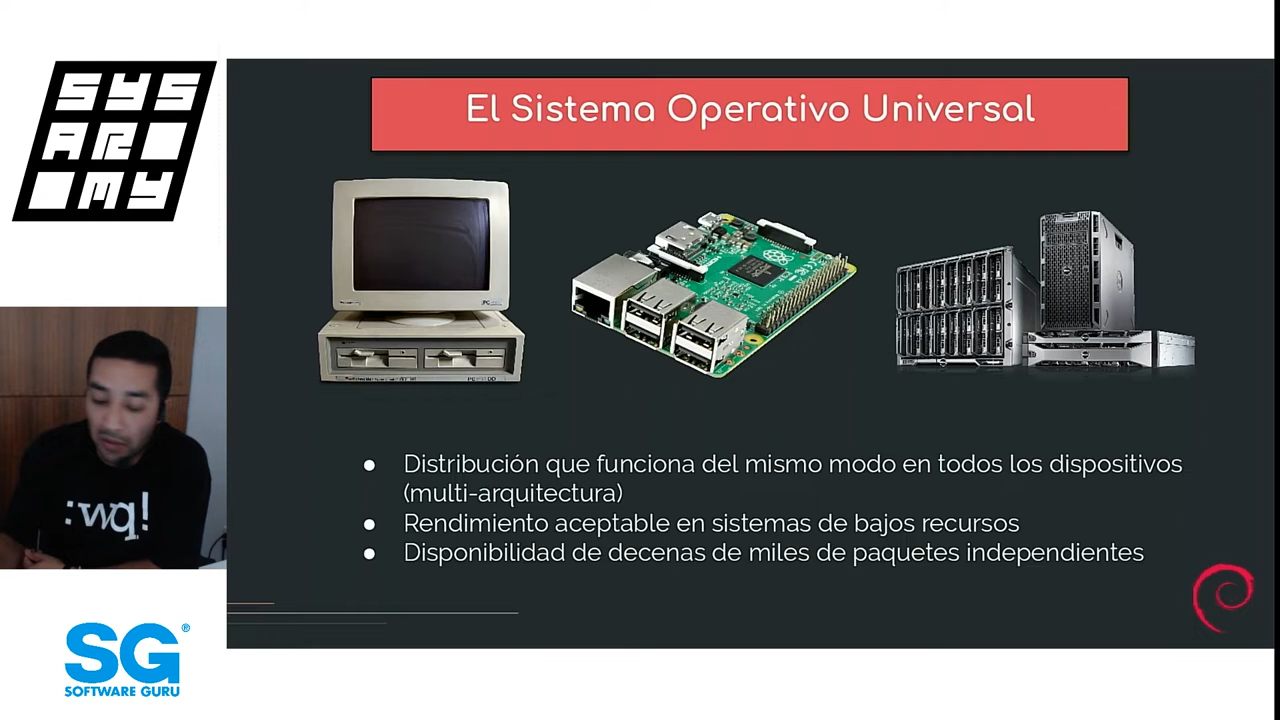 SYS
AR
MY
El Sistema Operativo Universal
:wq!
● Distribución que funciona del mismo modo en todos los dispositivos
(multi-arquitectura)
● Rendimiento aceptable en sistemas de bajos recursos
● Disponibilidad de decenas de miles de paquetes independientes
SG®
SOFTWARE GURU